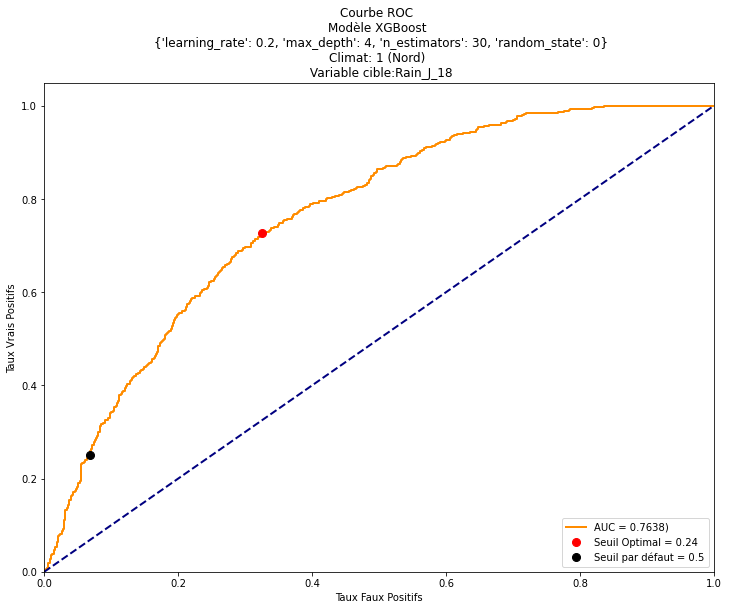 Courbe ROC
Modèle XGBoost
{'learning_rate': 0.2, 'max_depth': 4, 'n_estimators': 30, 'random_state': 0}
Climat: 1 (Nord)
Variable cible:Rain_J_18
1.0
0.8
0.6
0.4
0.2
0.0
Taux Vrais Positifs
AUC = 0.7638)
Seuil Optimal = 0.24
Seuil par défaut = 0.5
0.0 0.2 0.4 0.6 0.8 1.0
Taux Faux Positifs